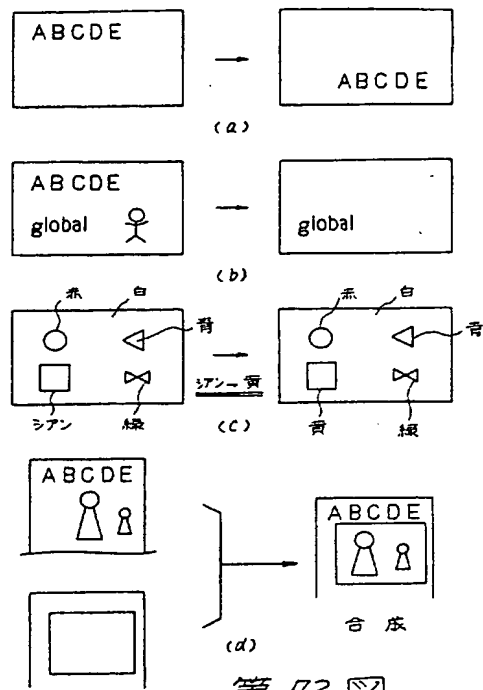 ABCDE ABCDE
(a)
ABCDE
global global
(b)
赤 白 赤 白
青 青
シアン→黄
シアン 緑 黄 緑
(c)
ABCDE
ABCDE
合成
(d)